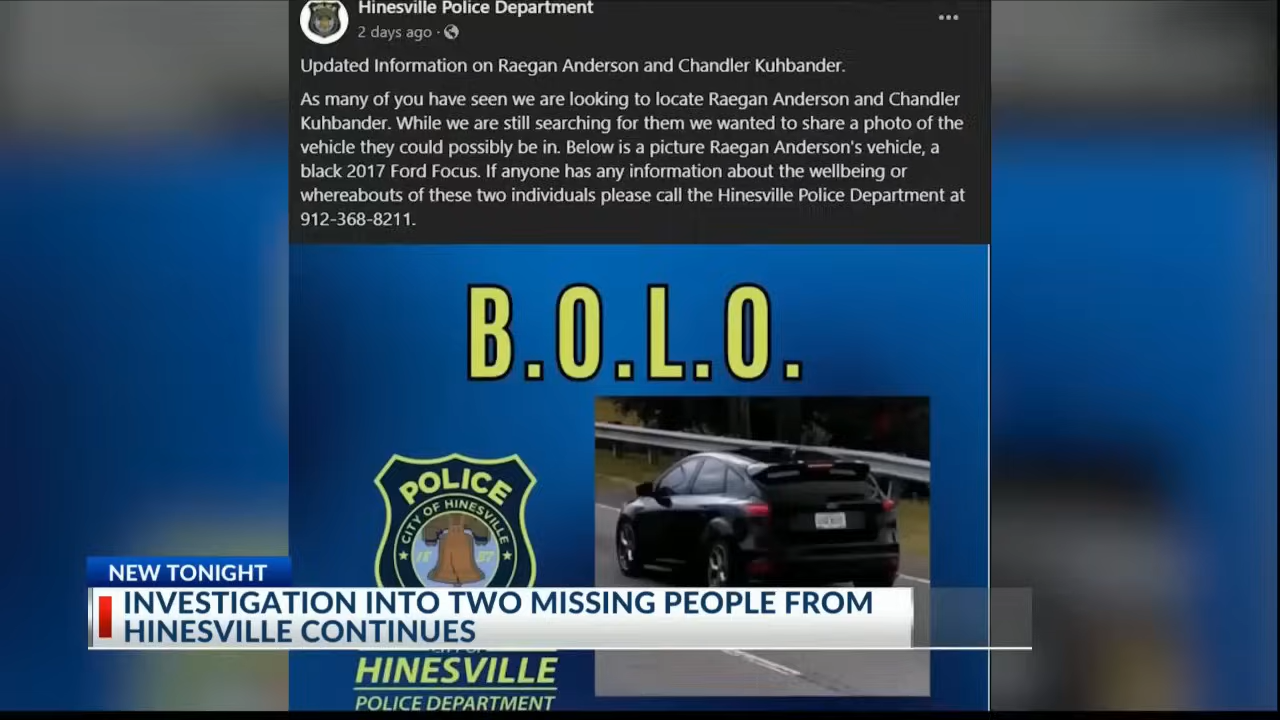 Hinesville Police Department
2 days ago ·
Updated Information on Raegan Anderson and Chandler Kuhbander.
As many of you have seen we are looking to locate Raegan Anderson and Chandler
Kuhbander. While we are still searching for them we wanted to share a photo of the
vehicle they could possibly be in. Below is a picture Raegan Anderson's vehicle, a
black 2017 Ford Focus. If anyone has any information about the wellbeing or
whereabouts of these two individuals please call the Hinesville Police Department at
912-368-8211.
B.O.L.O.
POLICE
CITY OF HINESVILLE
18 37
NEW TONIGHT
INVESTIGATION INTO TWO MISSING PEOPLE FROM
HINESVILLE CONTINUES
HINESVILLE
POLICE DEPARTMENT